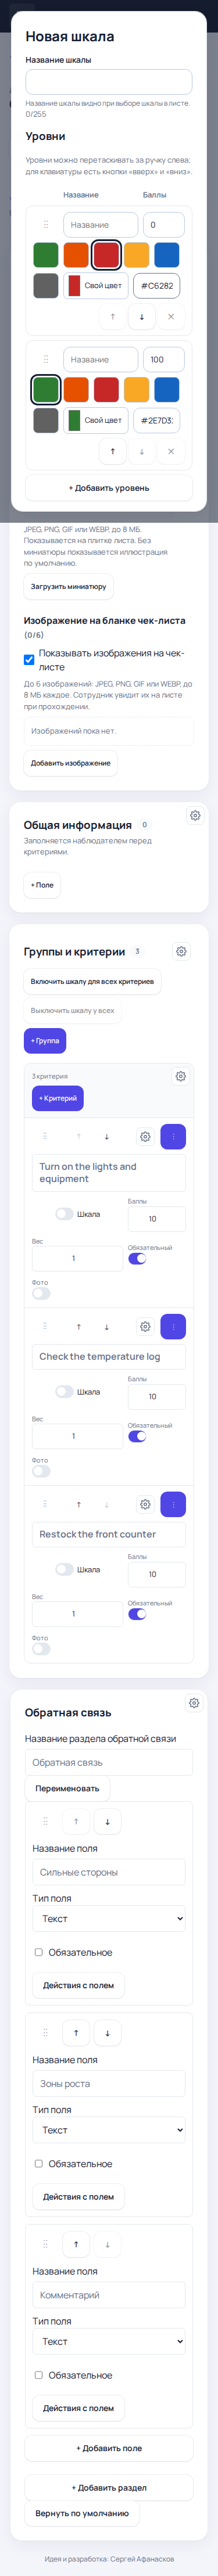 Новая шкала
Название шкалы
Название шкалы видно при выборе шкалы в листе.
0/255
Уровни
Уровни можно перетаскивать за ручку слева;
для клавиатуры есть кнопки «вверх» и «вниз».
Название Баллы
Название 0
Свой цвет #C6282
↑ ↓ ×
Название 100
Свой цвет #2E7D3
↑ ↓ ×
+ Добавить уровень
JPEG, PNG, GIF или WEBP, до 8 МБ.
Показывается на плитке листа. Без
миниатюры показывается иллюстрация
по умолчанию.
Загрузить миниатюру
Изображение на бланке чек-листа
(0/6)
Показывать изображения на чек-
листе
До 6 изображений: JPEG, PNG, GIF или WEBP, до
8 МБ каждое. Сотрудник увидит их на листе
при прохождении.
Изображений пока нет.
Добавить изображение
Общая информация 0
Заполняется наблюдателем перед
критериями.
+ Поле
Группы и критерии 3
Включить шкалу для всех критериев
Выключить шкалу у всех
+ Группа
3 критерия
+ Критерий
↑ ↓
Turn on the lights and
equipment
Баллы
Шкала 10
Вес Обязательный
1
Фото
↑ ↓
Check the temperature log
Баллы
Шкала 10
Вес Обязательный
1
Фото
↑ ↓
Restock the front counter
Баллы
Шкала 10
Вес Обязательный
1
Фото
Обратная связь
Название раздела обратной связи
Обратная связь
Переименовать
↑ ↓
Название поля
Сильные стороны
Тип поля
Текст
Обязательное
Действия с полем
↑ ↓
Название поля
Зоны роста
Тип поля
Текст
Обязательное
Действия с полем
↑ ↓
Название поля
Комментарий
Тип поля
Текст
Обязательное
Действия с полем
+ Добавить поле
+ Добавить раздел
Вернуть по умолчанию
Идея и разработка: Сергей Афанасков